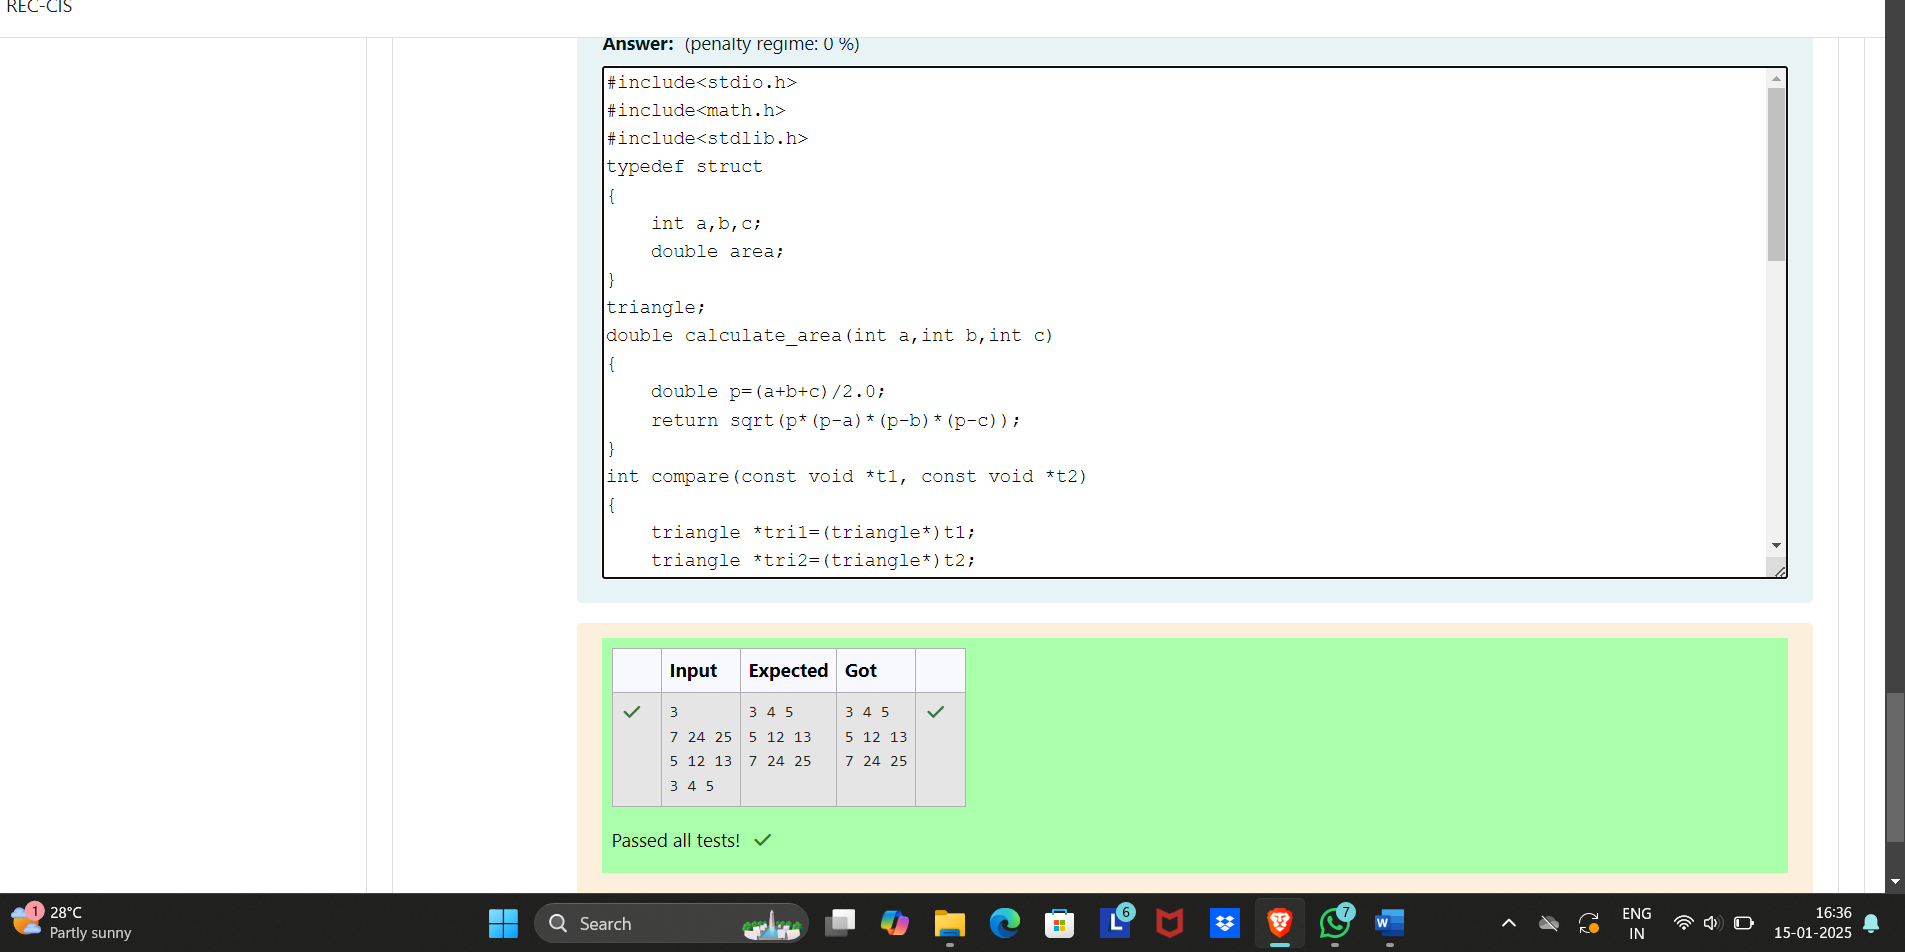 REC-CIS
Answer: (penalty regime: 0 %)
#include<stdio.h>
#include<math.h>
#include<stdlib.h>
typedef struct
{
    int a,b,c;
    double area;
}
triangle;
double calculate_area(int a,int b,int c)
{
    double p=(a+b+c)/2.0;
    return sqrt(p*(p-a)*(p-b)*(p-c));
}
int compare(const void *t1, const void *t2)
{
    triangle *tri1=(triangle*)t1;
    triangle *tri2=(triangle*)t2;
Input Expected Got
3 3 4 5 3 4 5
7 24 25 5 12 13 5 12 13
5 12 13 7 24 25 7 24 25
3 4 5
Passed all tests!
1
28°C
Partly sunny
Search
L 6
7
W
ENG
IN
16:36
15-01-2025